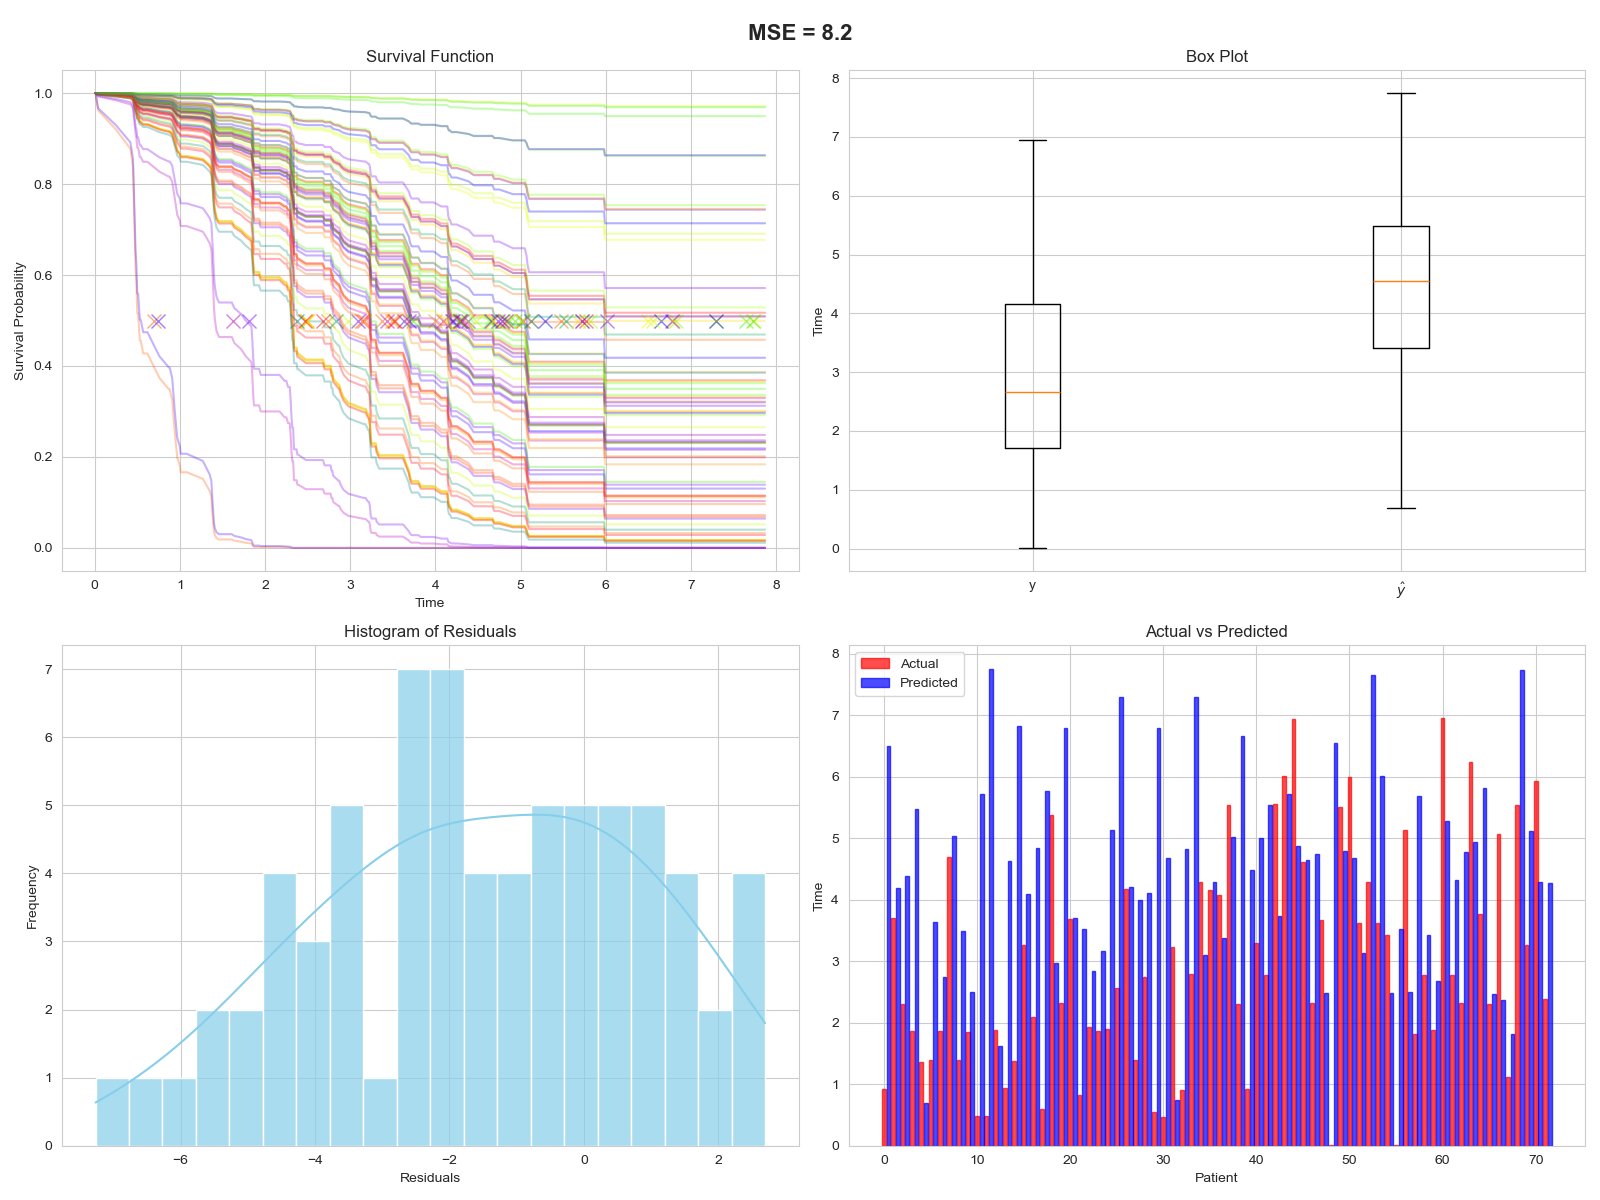 MSE = 8.2
Survival Function
Survival Probability
1.0
0.8
0.6
0.4
0.2
0.0
0 1 2 3 4 5 6 7 8
Time
Box Plot
Time
8
7
6
5
4
3
2
1
0
y ŷ
Histogram of Residuals
Frequency
7
6
5
4
3
2
1
0
−6 −4 −2 0 2
Residuals
Actual vs Predicted
Actual
Predicted
Time
8
7
6
5
4
3
2
1
0
0 10 20 30 40 50 60 70
Patient